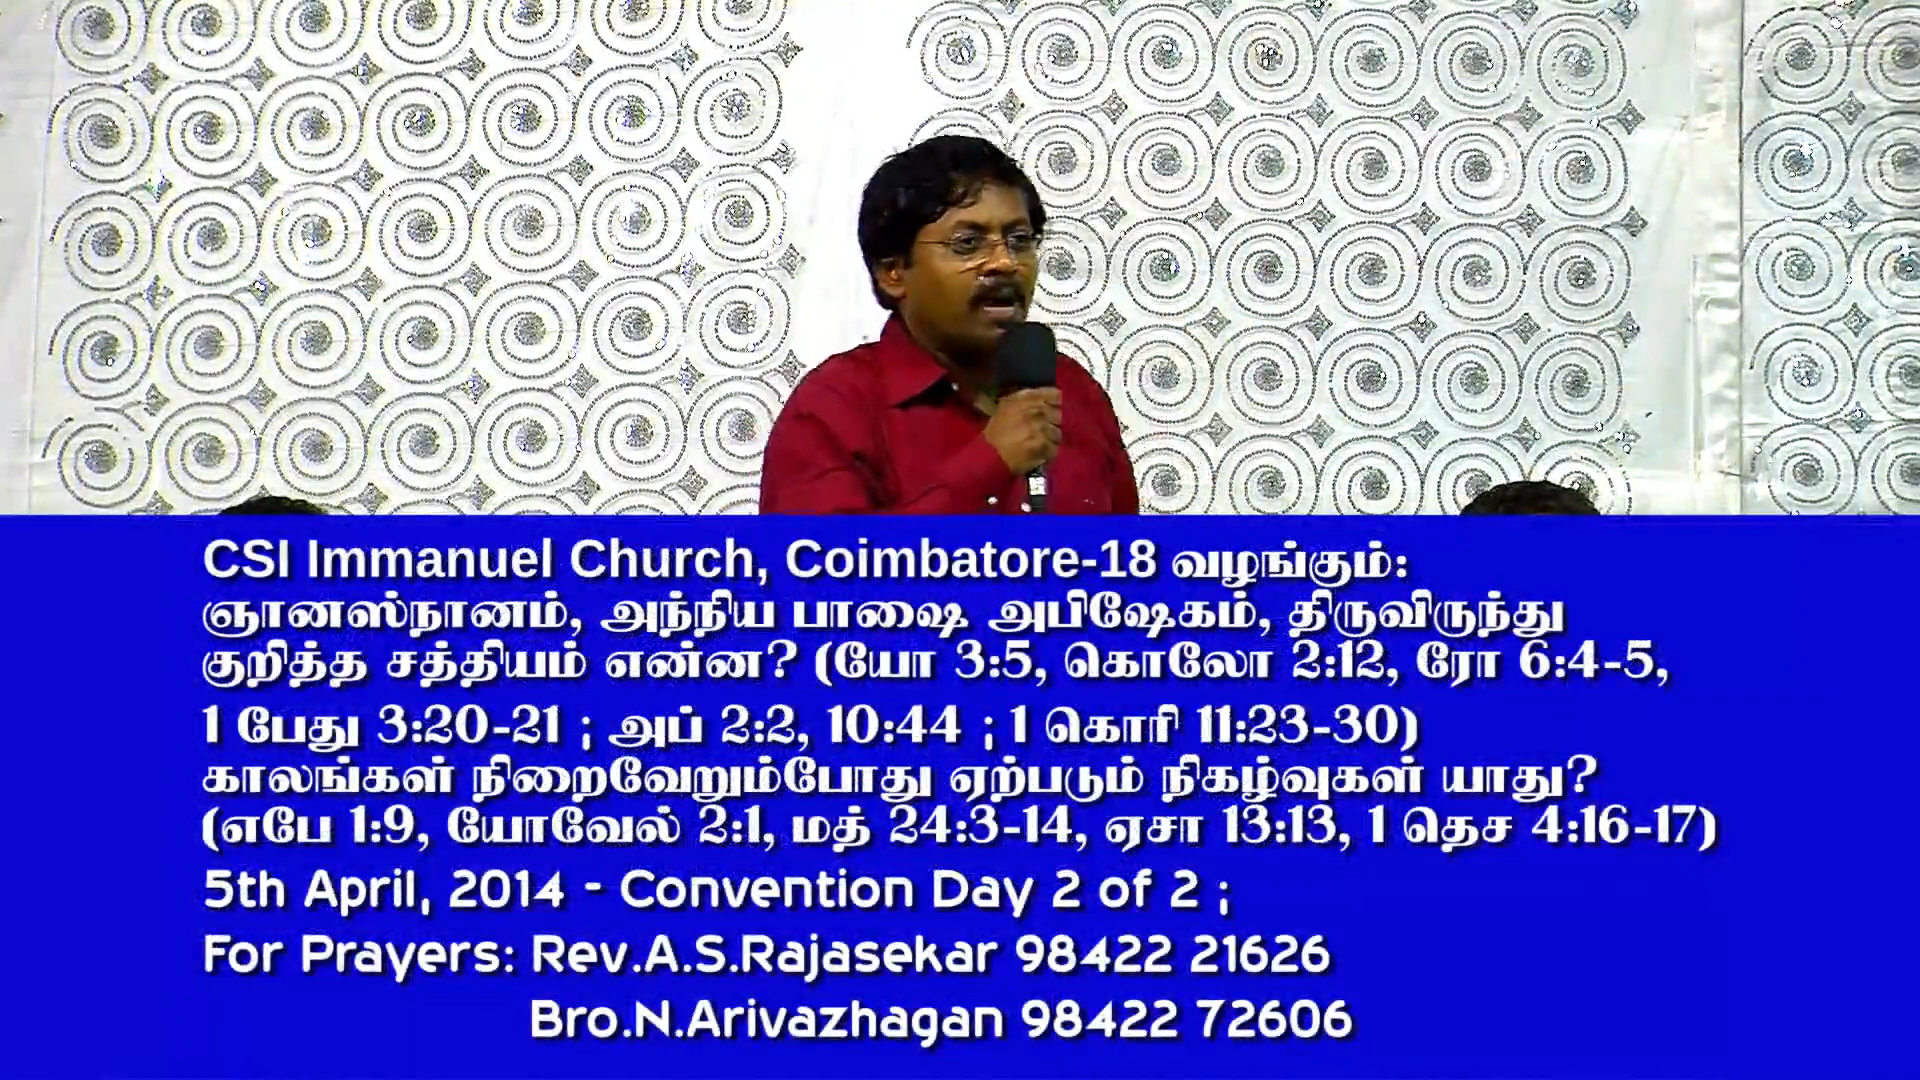 CSI Immanuel Church, Coimbatore-18 வழங்கும்:
ஞானஸ்நானம், அந்நிய பாஷை அபிஷேகம், திருவிருந்து
குறித்த சத்தியம் என்ன? (யோ 3:5, கொலோ 2:12, ரோ 6:4-5,
1 பேது 3:20-21 ; அப் 2:2, 10:44 ; 1 கொரி 11:23-30)
காலங்கள் நிறைவேறும்போது ஏற்படும் நிகழ்வுகள் யாது?
(எபே 1:9, யோவேல் 2:1, மத் 24:3-14, ஏசா 13:13, 1 தெச 4:16-17)
5th April, 2014 - Convention Day 2 of 2 ;
For Prayers: Rev.A.S.Rajasekar 98422 21626
Bro.N.Arivazhagan 98422 72606